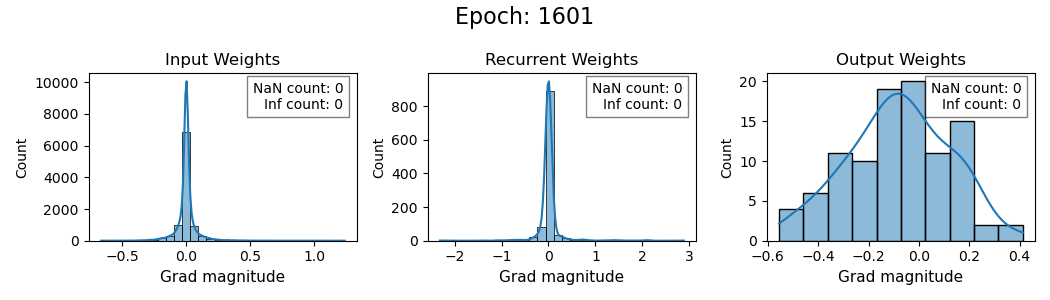 Epoch: 1601
Input Weights
NaN count: 0
Inf count: 0
Count
10000
8000
6000
4000
2000
0
−0.5 0.0 0.5 1.0
Grad magnitude
Recurrent Weights
NaN count: 0
Inf count: 0
Count
800
600
400
200
0
−2 −1 0 1 2 3
Grad magnitude
Output Weights
NaN count: 0
Inf count: 0
Count
20
15
10
5
0
−0.6 −0.4 −0.2 0.0 0.2 0.4
Grad magnitude